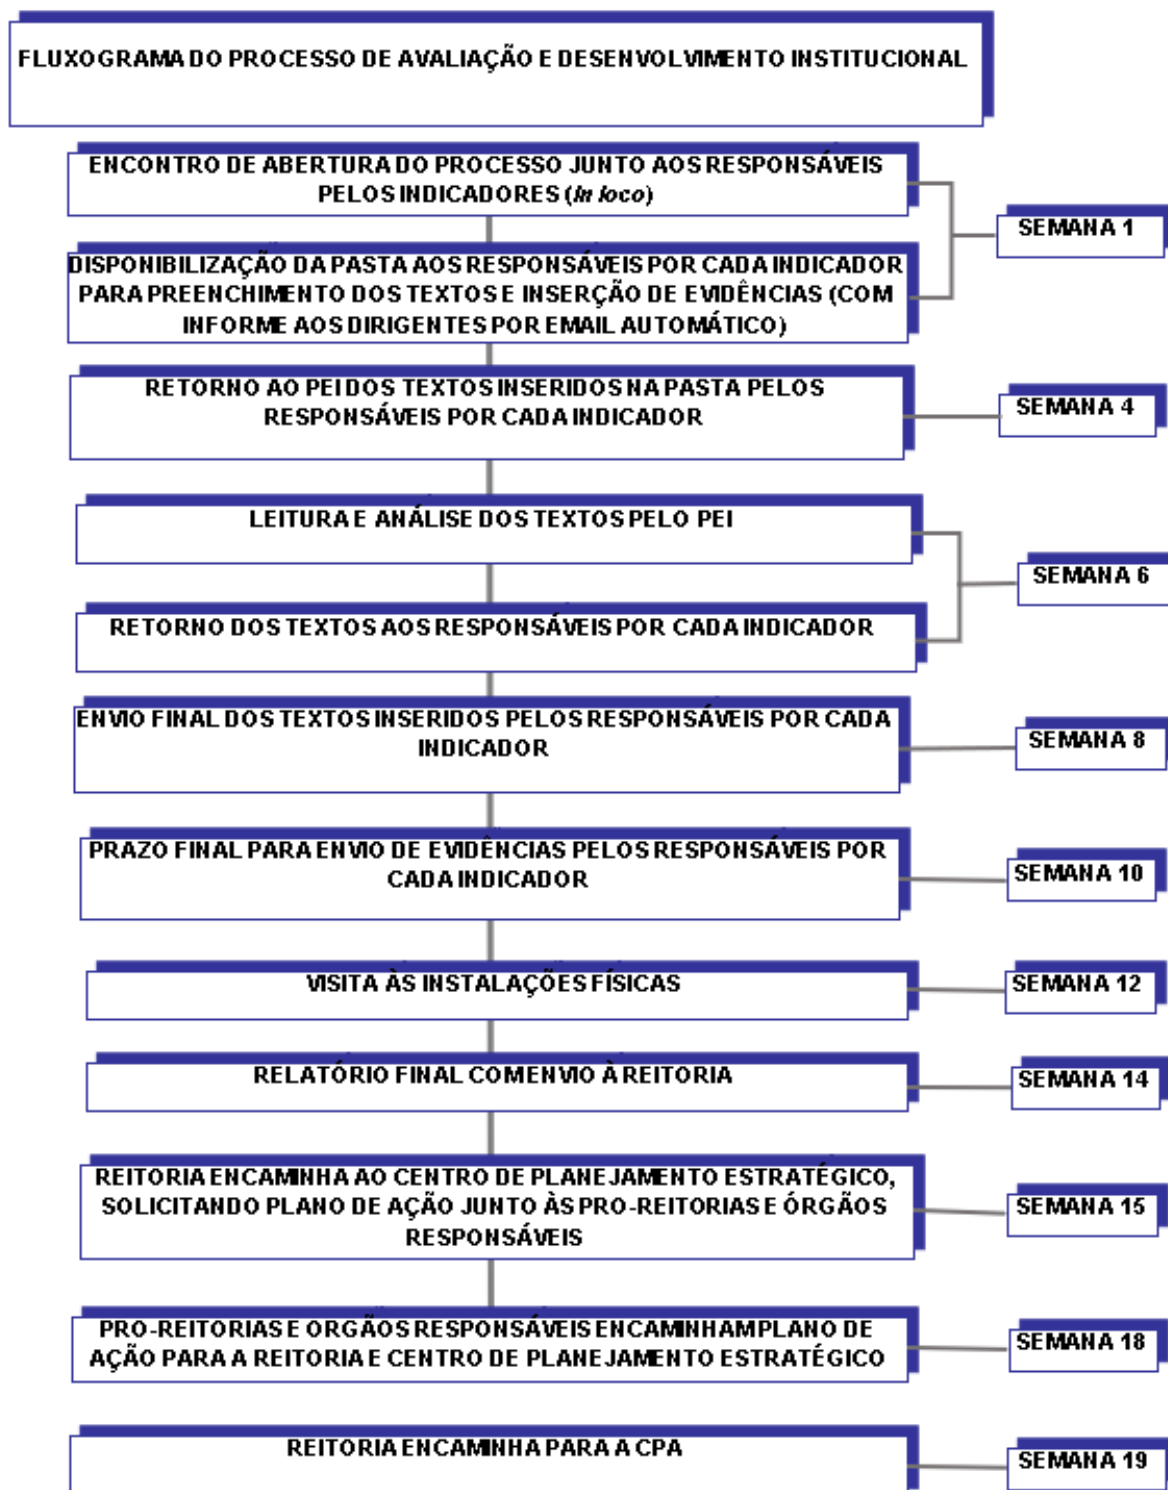 FLUXOGRAMA DO PROCESSO DE AVALIAÇÃO E DESENVOLVIMENTO INSTITUCIONAL
ENCONTRO DE ABERTURA DO PROCESSO JUNTO AOS RESPONSÁVEIS
PELOS INDICADORES (in loco)
SEMANA 1
DISPONIBILIZAÇÃO DA PASTA AOS RESPONSÁVEIS POR CADA INDICADOR
PARA PREENCHIMENTO DOS TEXTOS E INSERÇÃO DE EVIDÊNCIAS (COM
INFORME AOS DIRIGENTES POR EMAIL AUTOMÁTICO)
RETORNO AO PEI DOS TEXTOS INSERIDOS NA PASTA PELOS
RESPONSÁVEIS POR CADA INDICADOR
SEMANA 4
LEITURA E ANÁLISE DOS TEXTOS PELO PEI
SEMANA 6
RETORNO DOS TEXTOS AOS RESPONSÁVEIS POR CADA INDICADOR
ENVIO FINAL DOS TEXTOS INSERIDOS PELOS RESPONSÁVEIS POR CADA
INDICADOR
SEMANA 8
PRAZO FINAL PARA ENVIO DE EVIDÊNCIAS PELOS RESPONSÁVEIS POR
CADA INDICADOR
SEMANA 10
VISITA ÀS INSTALAÇÕES FÍSICAS
SEMANA 12
RELATÓRIO FINAL COM ENVIO À REITORIA
SEMANA 14
REITORIA ENCAMINHA AO CENTRO DE PLANEJAMENTO ESTRATÉGICO,
SOLICITANDO PLANO DE AÇÃO JUNTO ÀS PRO-REITORIAS E ÓRGÃOS
RESPONSÁVEIS
SEMANA 15
PRO-REITORIAS E ORGÃOS RESPONSÁVEIS ENCAMINHAM PLANO DE
AÇÃO PARA A REITORIA E CENTRO DE PLANEJAMENTO ESTRATÉGICO
SEMANA 18
REITORIA ENCAMINHA PARA A CPA
SEMANA 19